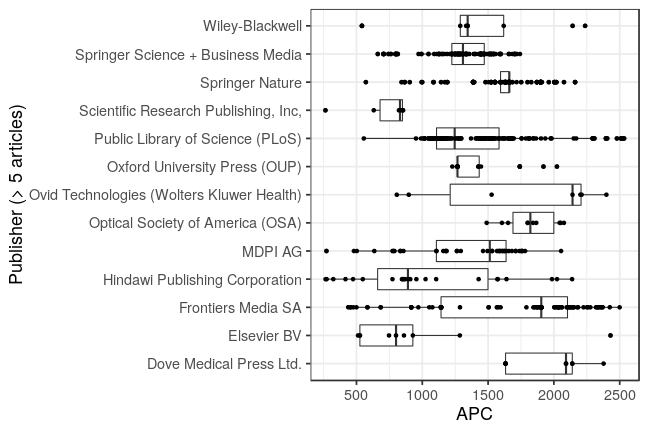 Wiley-Blackwell
Springer Science + Business Media
Springer Nature
Scientific Research Publishing, Inc,
Public Library of Science (PLoS)
Oxford University Press (OUP)
Ovid Technologies (Wolters Kluwer Health)
Optical Society of America (OSA)
MDPI AG
Hindawi Publishing Corporation
Frontiers Media SA
Elsevier BV
Dove Medical Press Ltd.
Publisher (> 5 articles)
500 1000 1500 2000 2500
APC